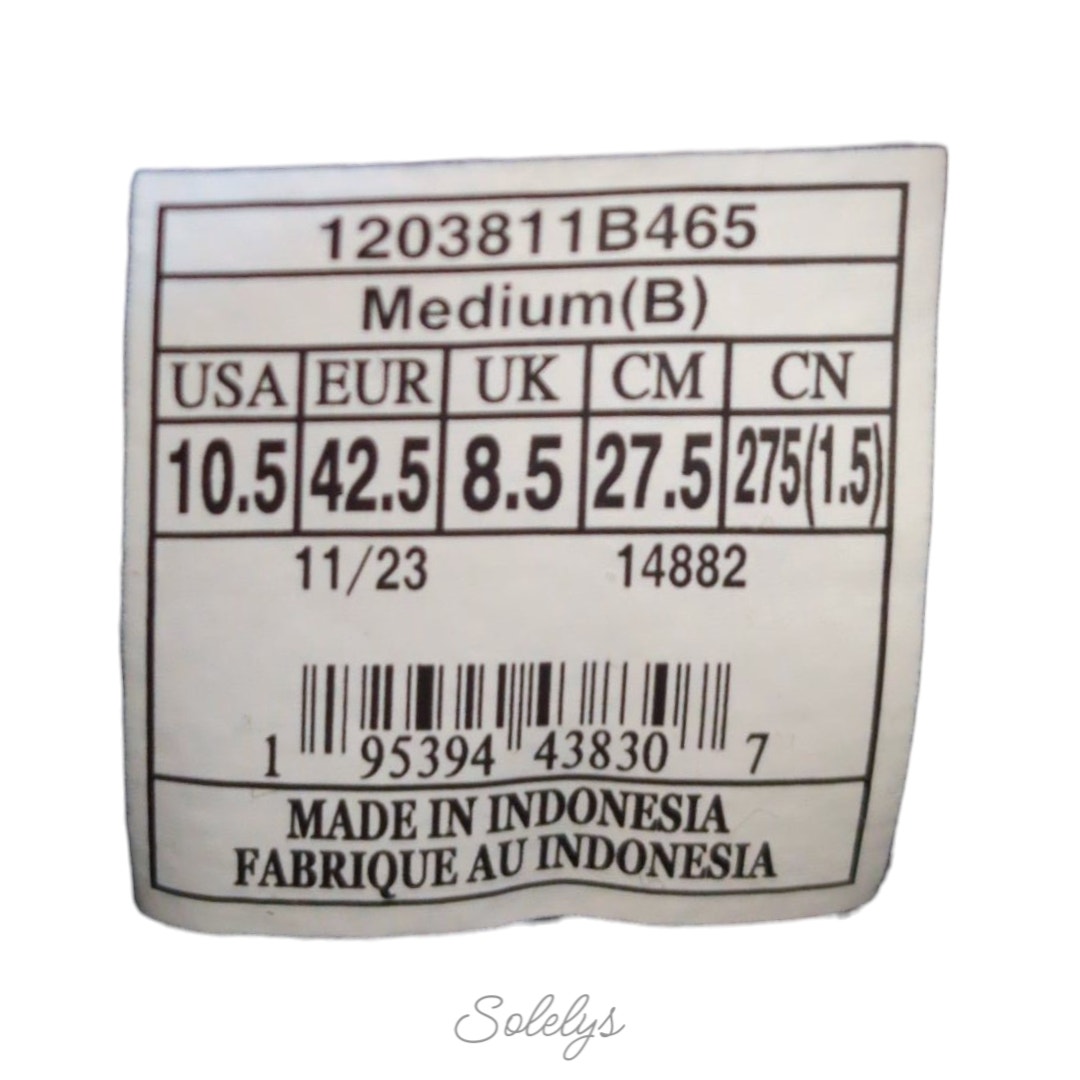 1203811B465
Medium(B)
USA EUR UK CM CN
10.5 42.5 8.5 27.5 275(1.5)
11/23 14882
1 95394 43830 7
MADE IN INDONESIA
FABRIQUE AU INDONESIA
Solelys